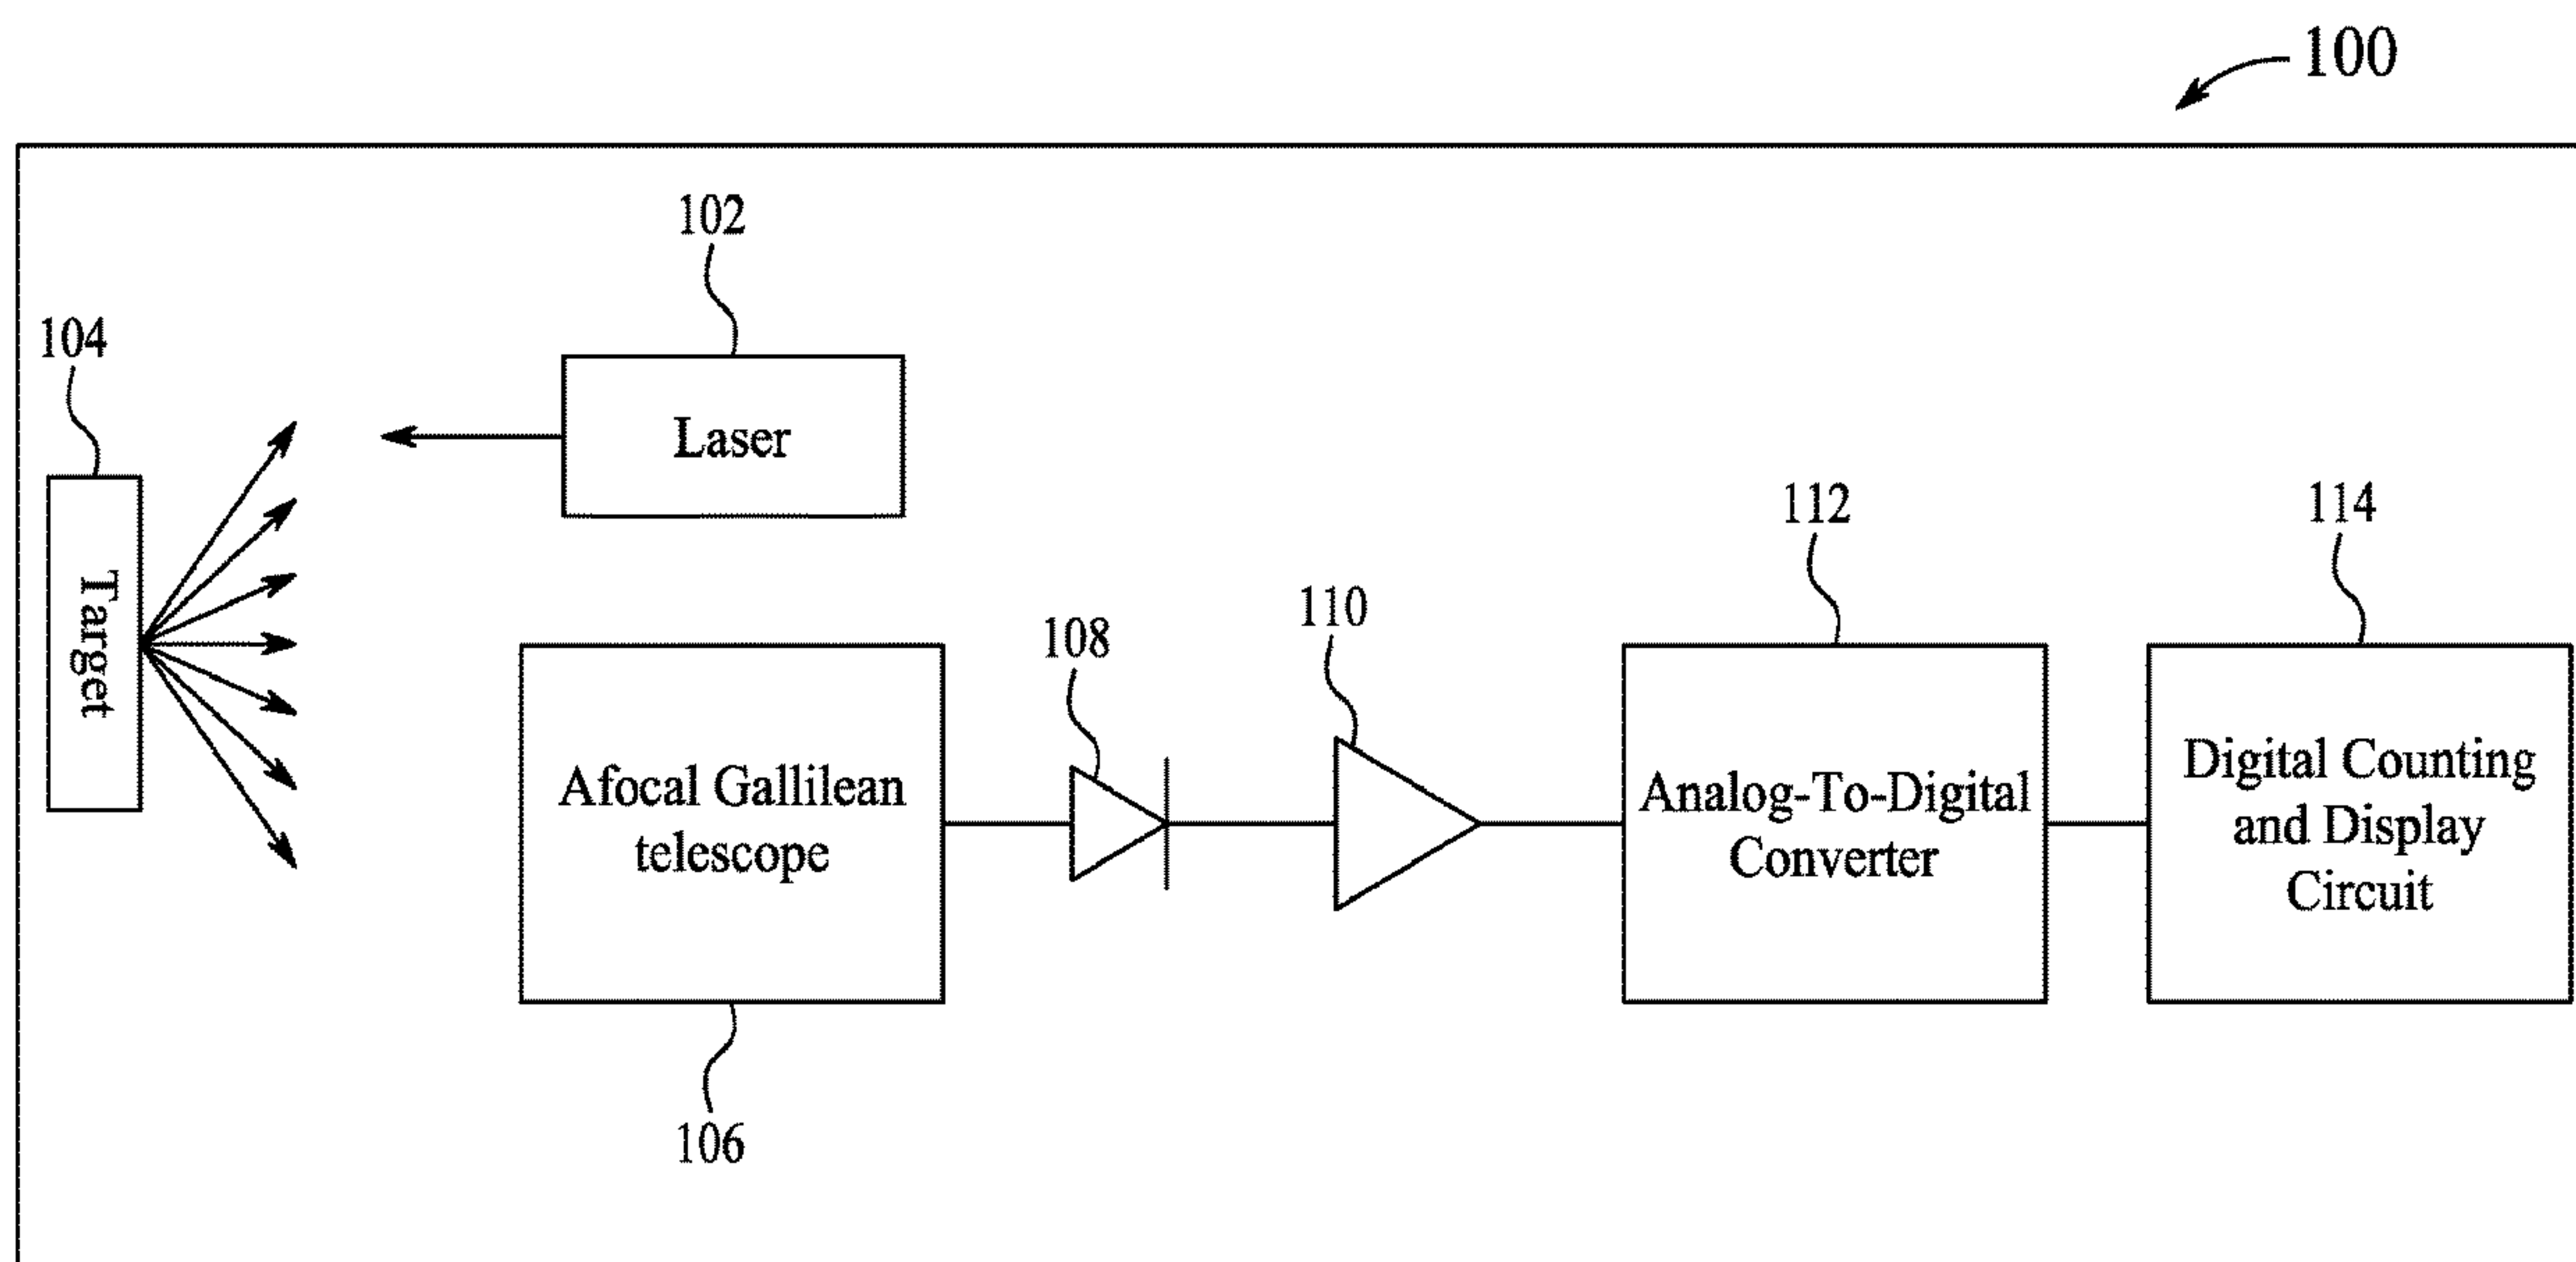 100
102
104
Laser
Target
112
114
110
108
Afocal Gallilean
telescope
Analog-To-Digital
Converter
Digital Counting
and Display
Circuit
106